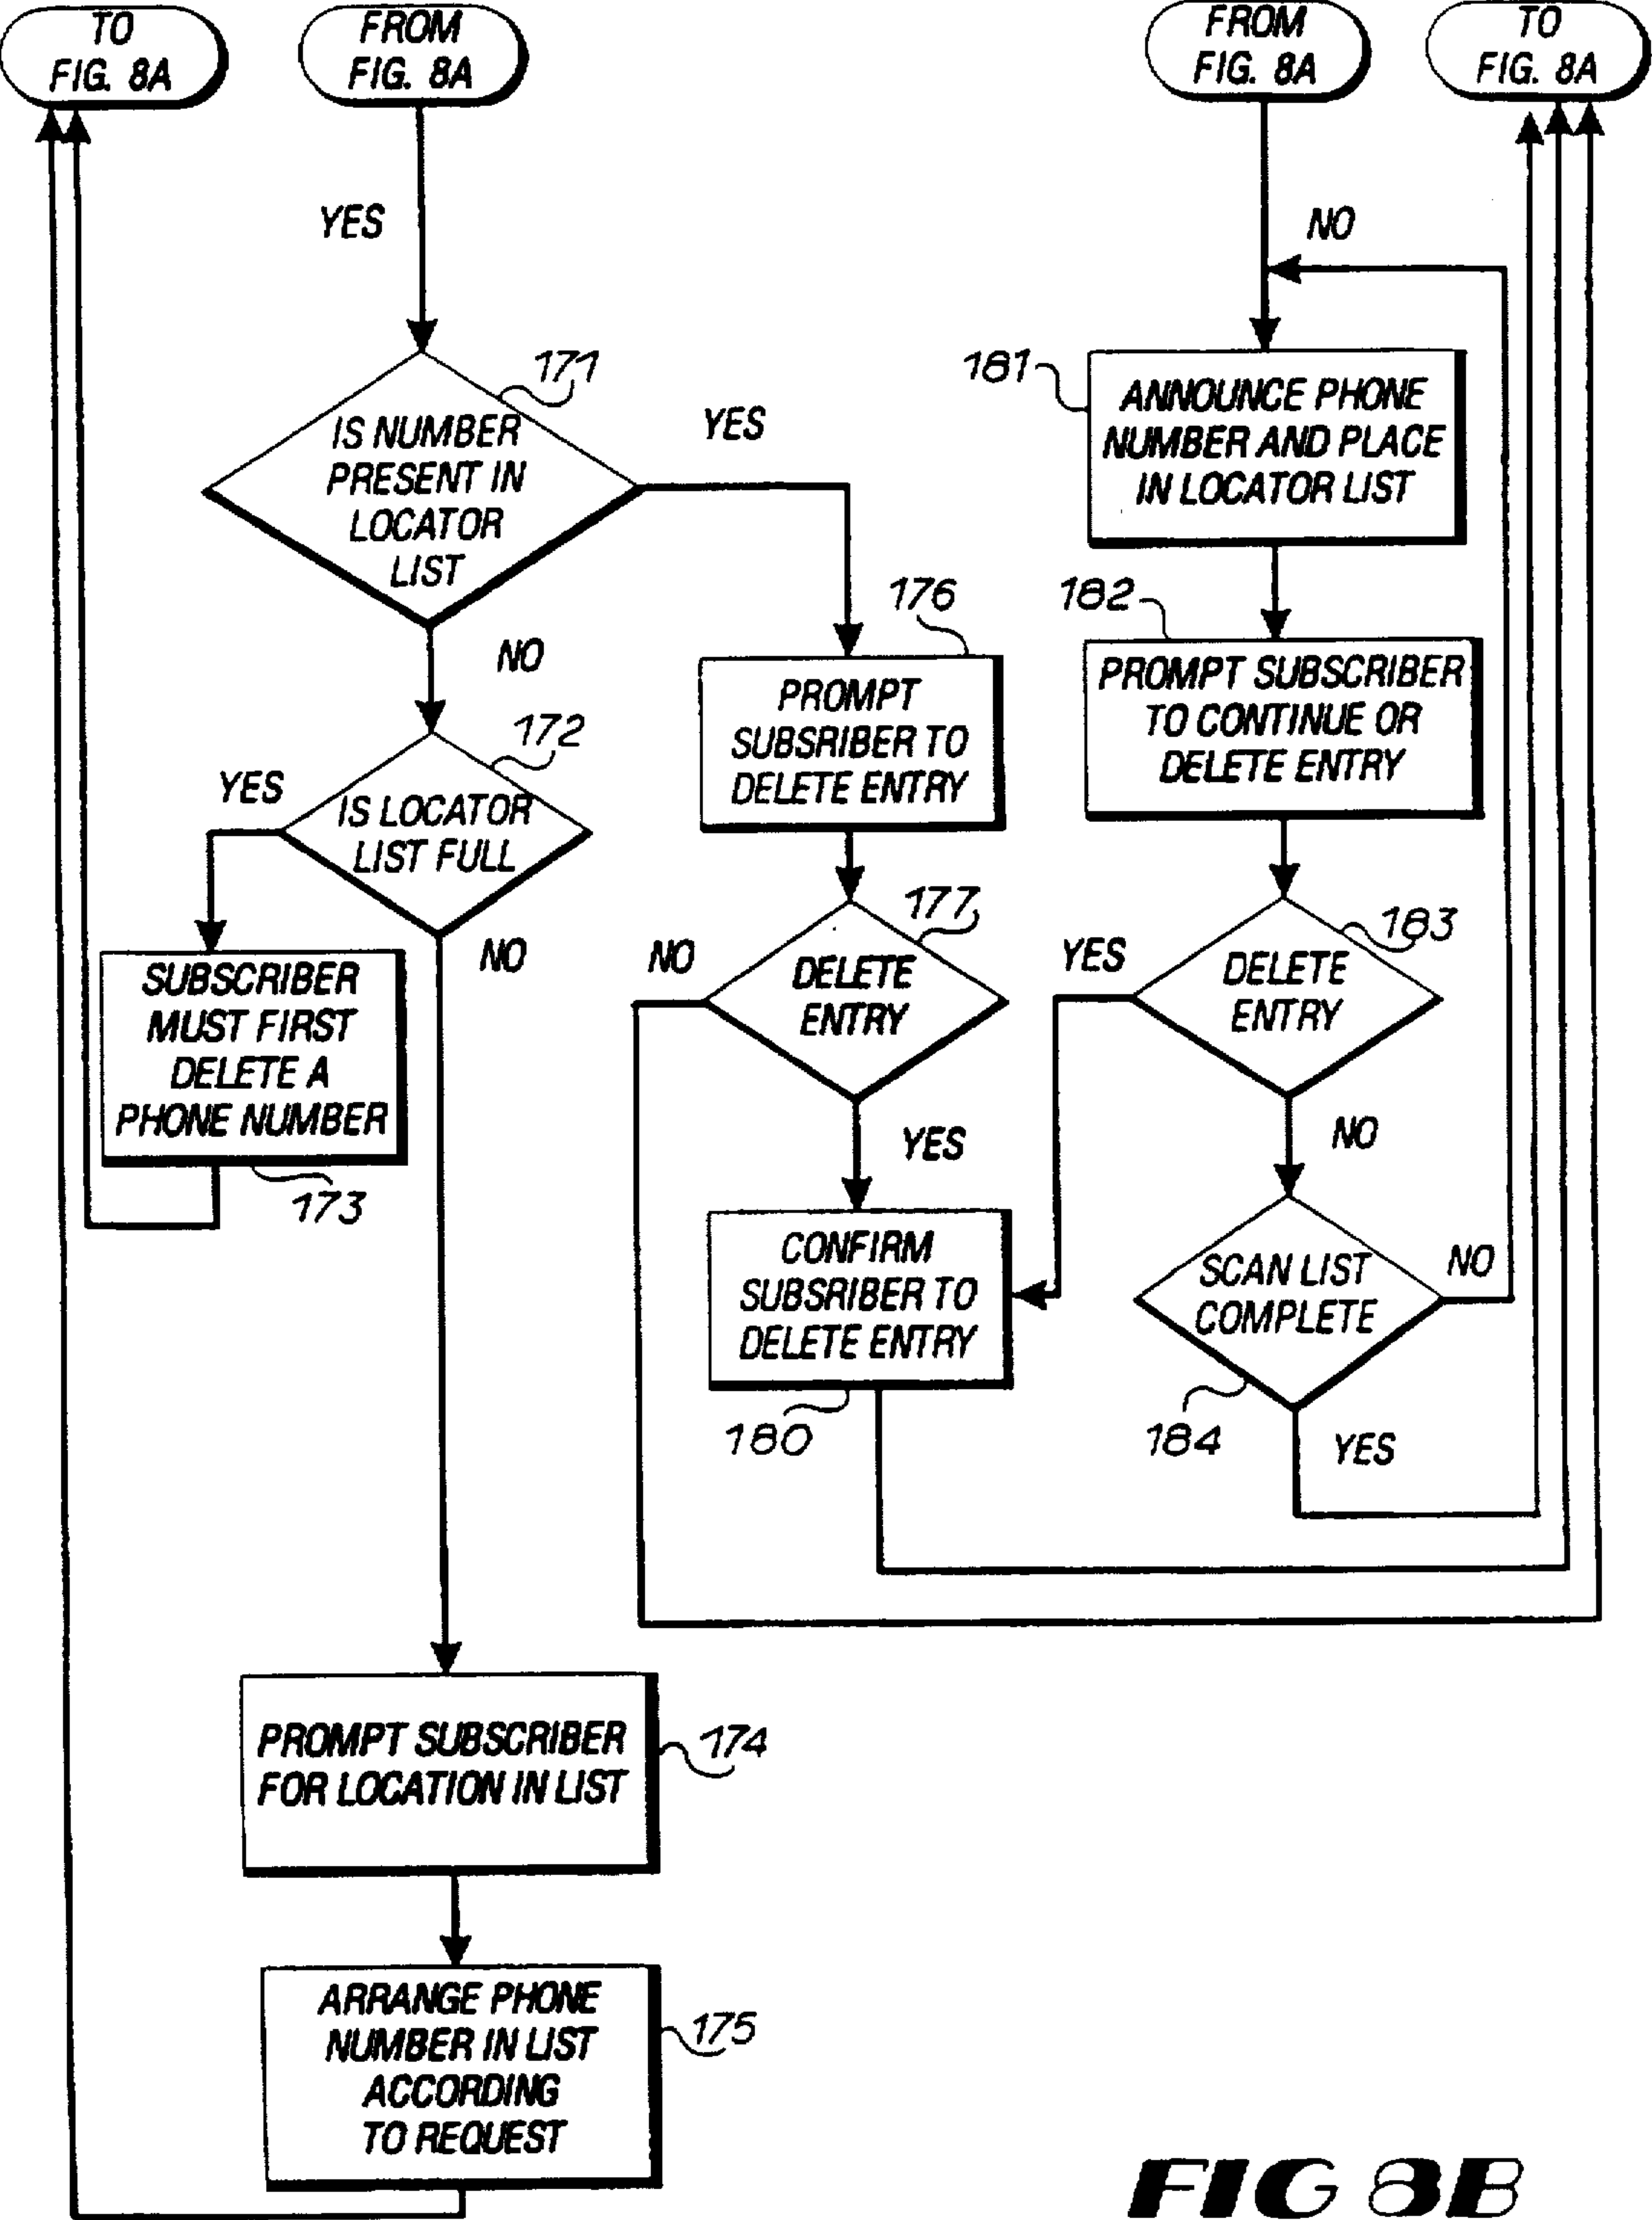 TO
FIG. 8A
FROM
FIG. 8A
FROM
FIG. 8A
TO
FIG. 8A
YES
NO
171
IS NUMBER
PRESENT IN
LOCATOR
LIST
YES
NO
172
IS LOCATOR
LIST FULL
YES
NO
SUBSCRIBER
MUST FIRST
DELETE A
PHONE NUMBER
173
176
PROMPT
SUBSRIBER TO
DELETE ENTRY
177
DELETE
ENTRY
NO
YES
CONFIRM
SUBSRIBER TO
DELETE ENTRY
180
181
ANNOUNCE PHONE
NUMBER AND PLACE
IN LOCATOR LIST
182
PROMPT SUBSCRIBER
TO CONTINUE OR
DELETE ENTRY
183
DELETE
ENTRY
YES
NO
SCAN LIST
COMPLETE
NO
184
YES
PROMPT SUBSCRIBER
FOR LOCATION IN LIST
174
ARRANGE PHONE
NUMBER IN LIST
ACCORDING
TO REQUEST
175
FIG 8B